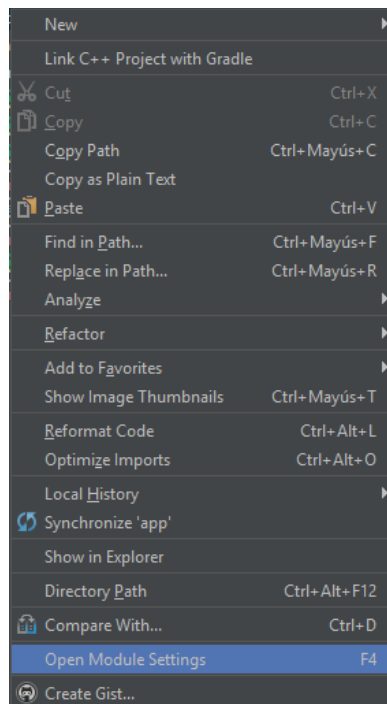 New
Link C++ Project with Gradle
Cut Ctrl+X
Copy Ctrl+C
Copy Path Ctrl+Mayús+C
Copy as Plain Text
Paste Ctrl+V
Find in Path... Ctrl+Mayús+F
Replace in Path... Ctrl+Mayús+R
Analyze
Refactor
Add to Favorites
Show Image Thumbnails Ctrl+Mayús+T
Reformat Code Ctrl+Alt+L
Optimize Imports Ctrl+Alt+O
Local History
Synchronize 'app'
Show in Explorer
Directory Path Ctrl+Alt+F12
Compare With... Ctrl+D
Open Module Settings F4
Create Gist...